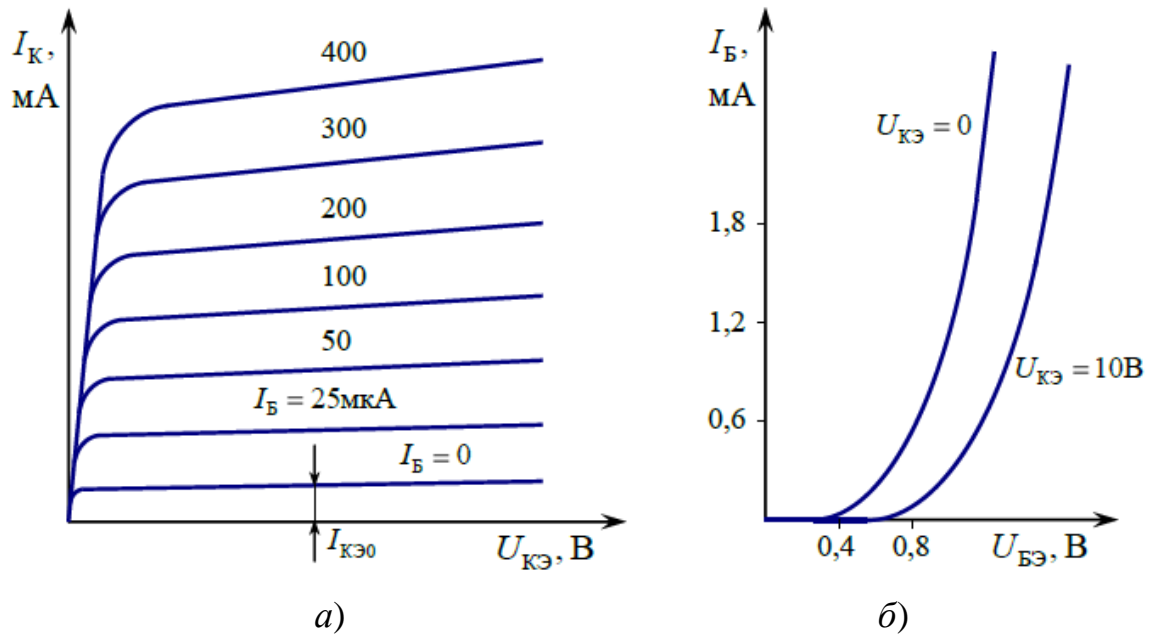 I_К, мА
400
300
200
100
50
I_Б = 25мкА
I_Б = 0
I_КЭ0
U_КЭ, В
а)
I_Б, мА
U_КЭ = 0
1,8
1,2
U_КЭ = 10В
0,6
0,4
0,8
U_БЭ, В
б)